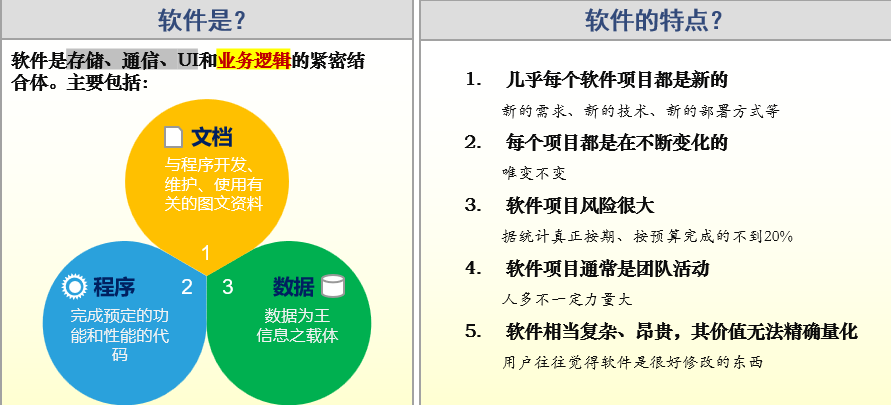 软件是？
软件是存储、通信、UI和业务逻辑的紧密结
合体。主要包括：
文档
与程序开发、
维护、使用有
关的图文资料
1
程序
2
完成预定的功
能和性能的代
码
3
数据
数据为王
信息之载体
软件的特点？
1. 几乎每个软件项目都是新的
新的需求、新的技术、新的部署方式等
2. 每个项目都是在不断变化的
唯变不变
3. 软件项目风险很大
据统计真正按期、按预算完成的不到20%
4. 软件项目通常是团队活动
人多不一定力量大
5. 软件相当复杂、昂贵，其价值无法精确量化
用户往往觉得软件是很好修改的东西